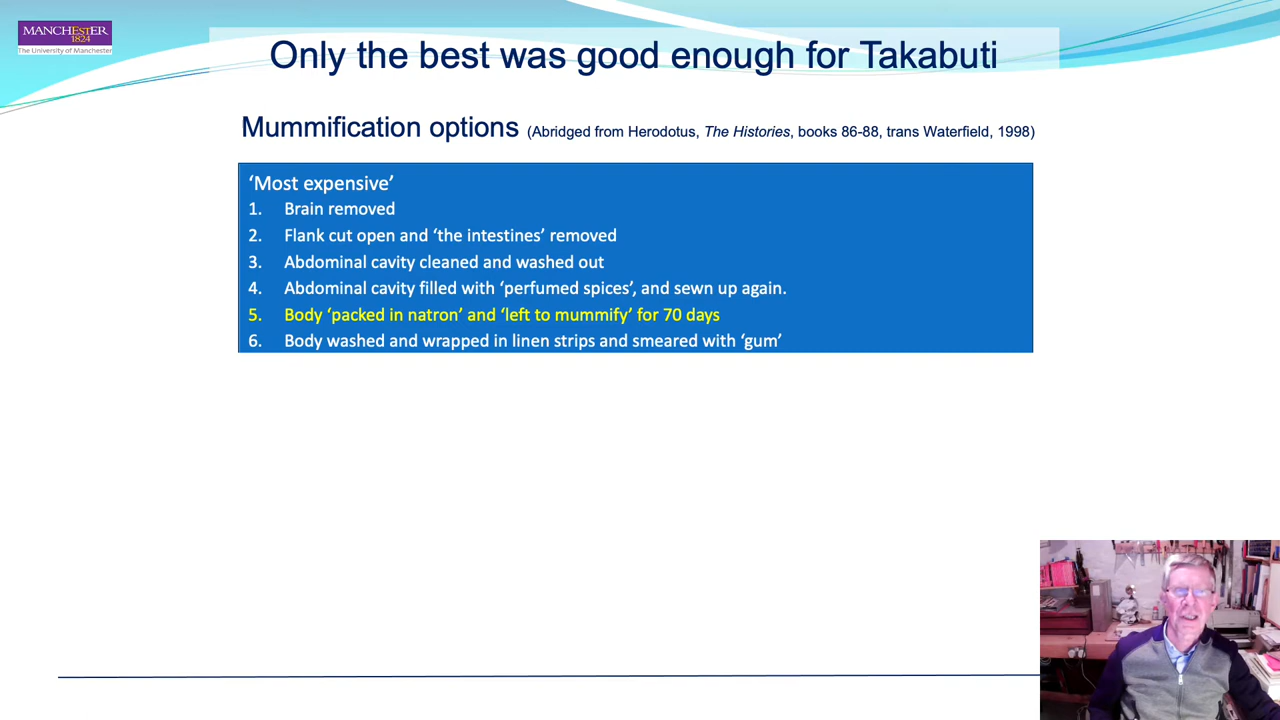 MANCHESTER
1824
The University of Manchester
Only the best was good enough for Takabuti
Mummification options (Abridged from Herodotus, The Histories, books 86-88, trans Waterfield, 1998)
‘Most expensive’
1. Brain removed
2. Flank cut open and ‘the intestines’ removed
3. Abdominal cavity cleaned and washed out
4. Abdominal cavity filled with ‘perfumed spices’, and sewn up again.
5. Body ‘packed in natron’ and ‘left to mummify’ for 70 days
6. Body washed and wrapped in linen strips and smeared with ‘gum’